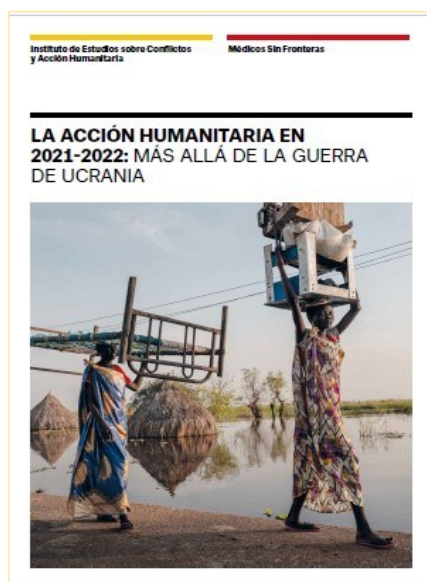 Instituto de Estudios sobre Conflictos
y Acción Humanitaria
Médicos Sin Fronteras
LA ACCIÓN HUMANITARIA EN
2021-2022: MÁS ALLÁ DE LA GUERRA
DE UCRANIA